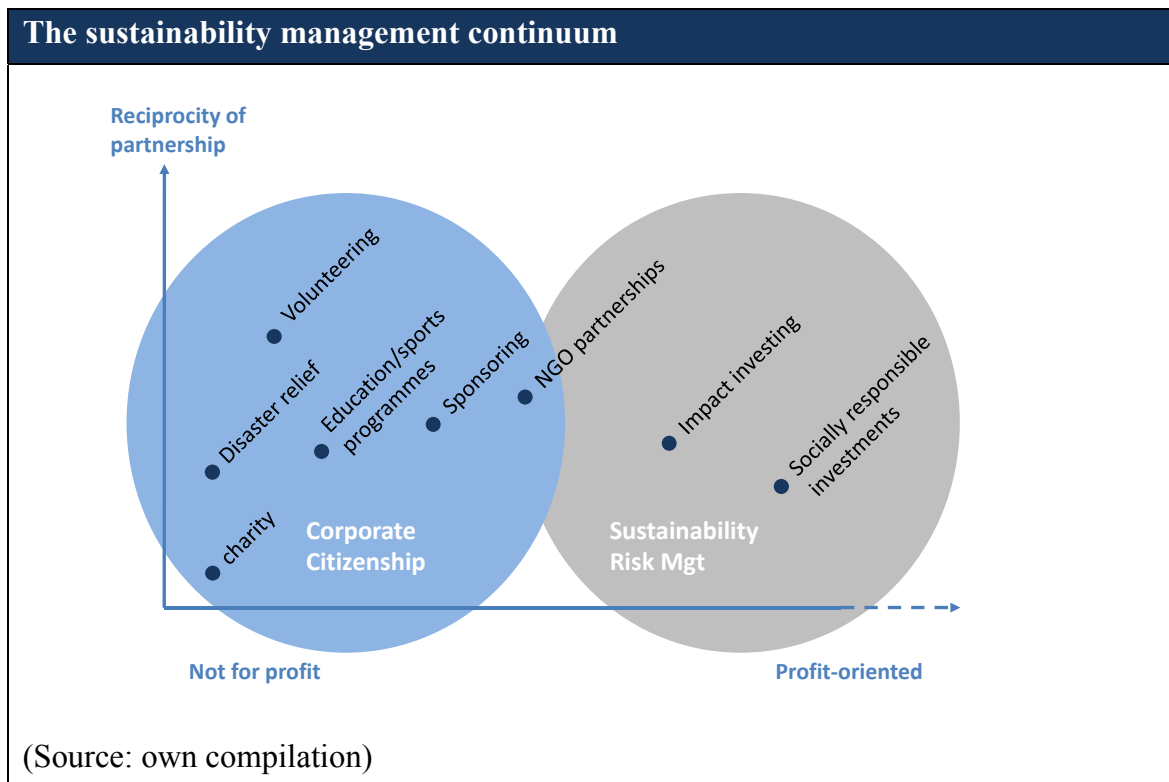 The sustainability management continuum
Reciprocity of
partnership
Volunteering
Disaster relief
charity
Education/sports
programmes
Sponsoring
NGO partnerships
Impact investing
Socially responsible
investments
Corporate
Citizenship
Sustainability
Risk Mgt
Not for profit
Profit-oriented
(Source: own compilation)